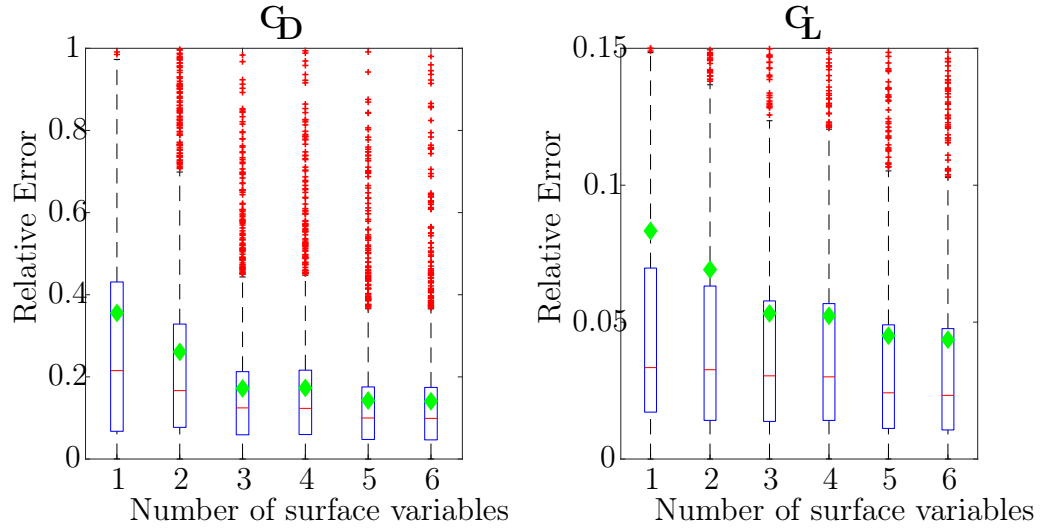 C_D
1
0.8
0.6
0.4
0.2
0
Relative Error
1 2 3 4 5 6
Number of surface variables
C_L
0.15
0.1
0.05
0
Relative Error
1 2 3 4 5 6
Number of surface variables